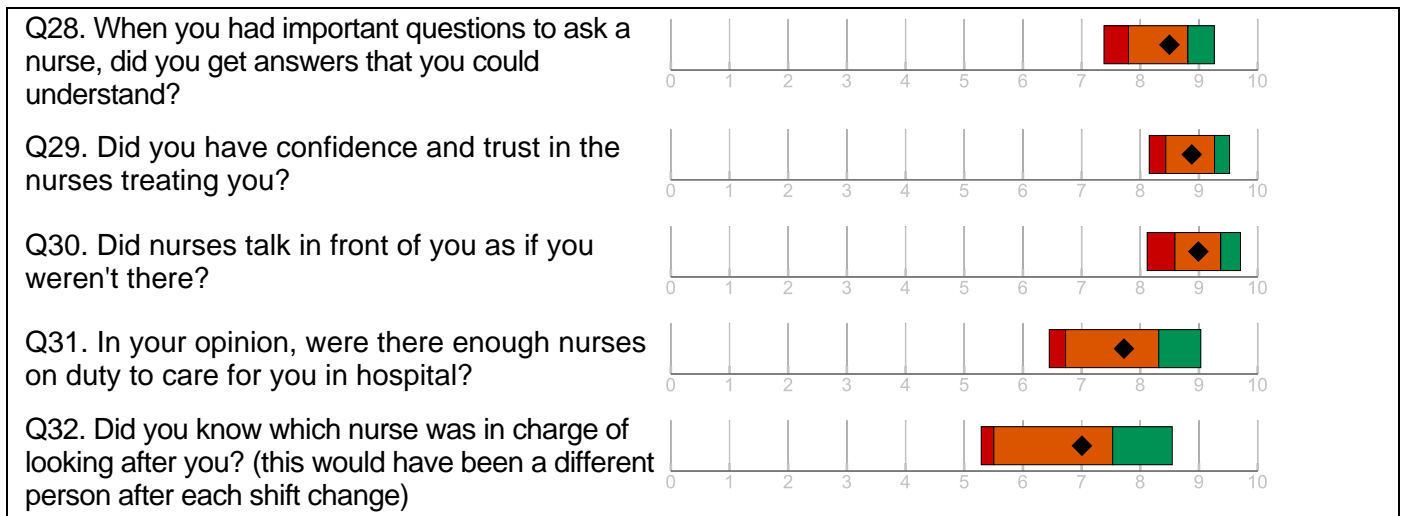 Q28. When you had important questions to ask a
nurse, did you get answers that you could
understand?
0 1 2 3 4 5 6 7 8 9 10
Q29. Did you have confidence and trust in the
nurses treating you?
0 1 2 3 4 5 6 7 8 9 10
Q30. Did nurses talk in front of you as if you
weren't there?
0 1 2 3 4 5 6 7 8 9 10
Q31. In your opinion, were there enough nurses
on duty to care for you in hospital?
0 1 2 3 4 5 6 7 8 9 10
Q32. Did you know which nurse was in charge of
looking after you? (this would have been a different
person after each shift change)
0 1 2 3 4 5 6 7 8 9 10